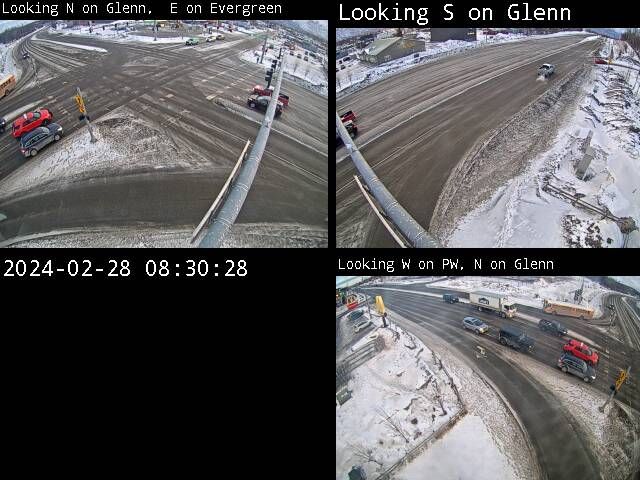 Looking N on Glenn,  E on Evergreen
Looking S on Glenn
2024-02-28 08:30:28
Looking W on PW, N on Glenn